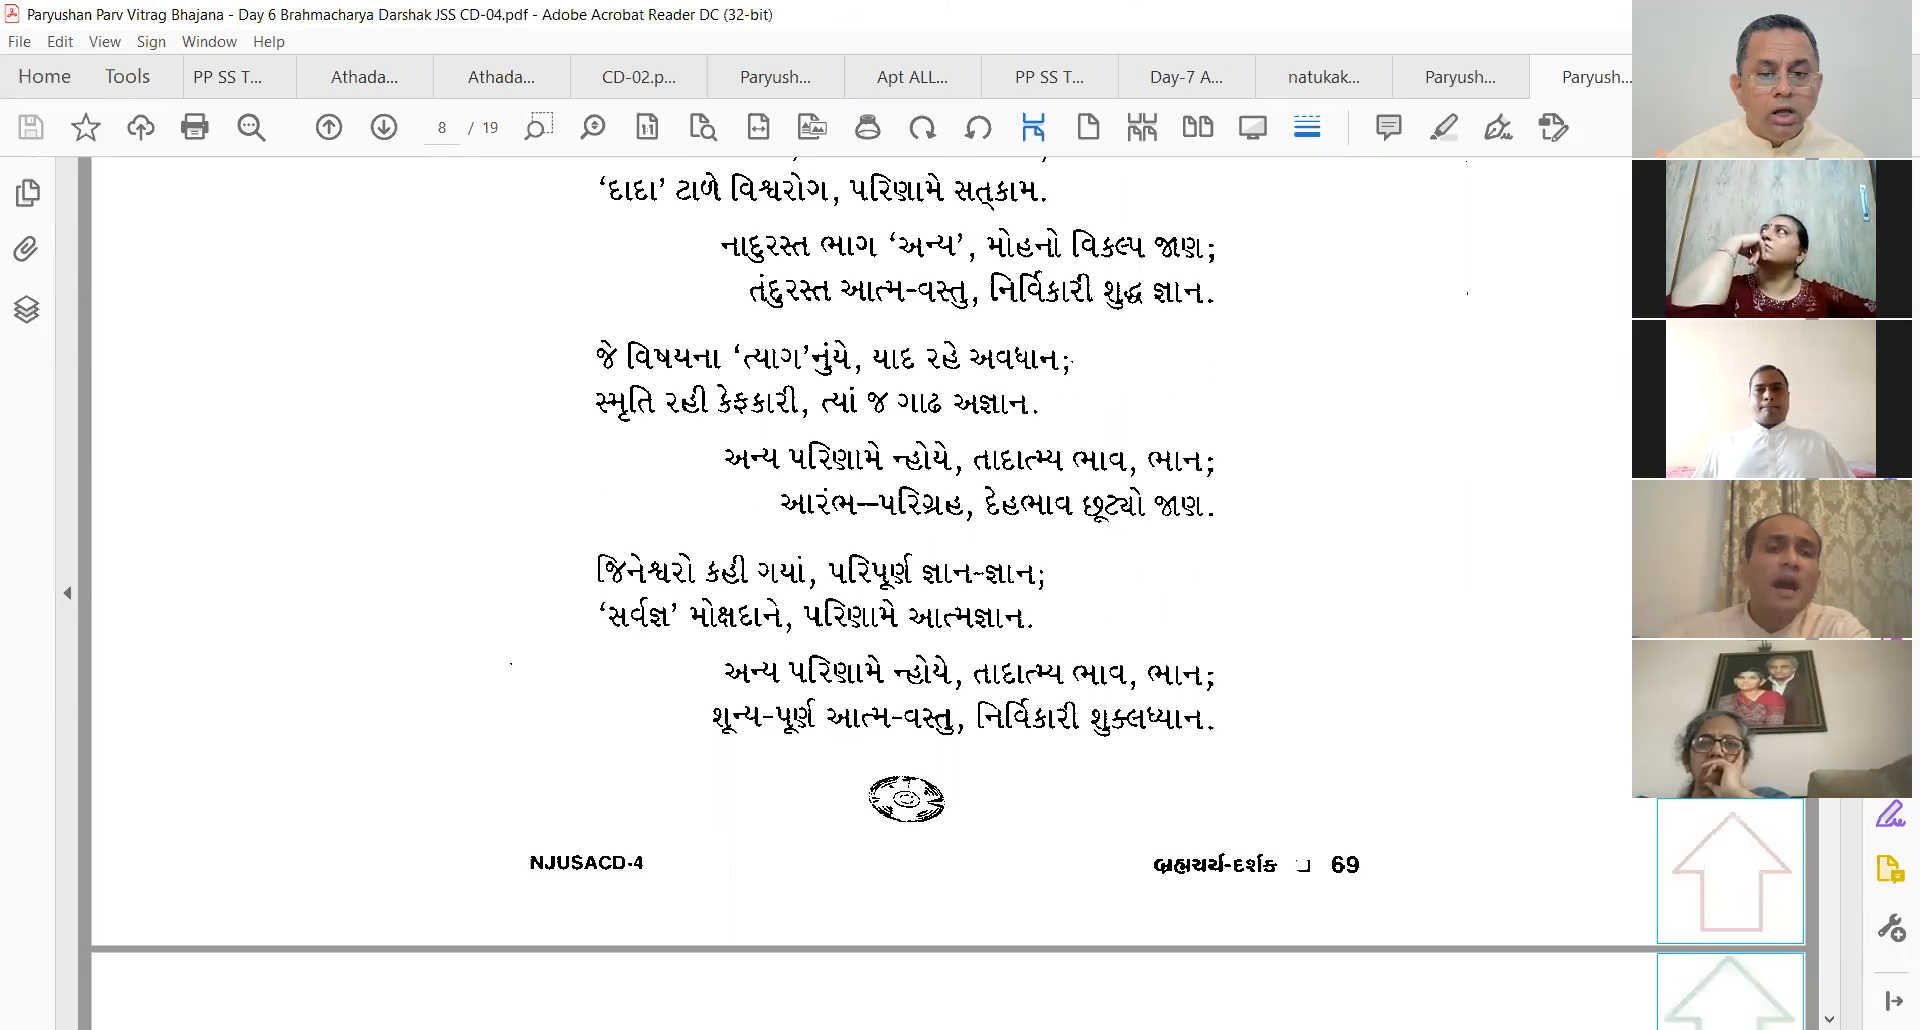 Paryushan Parv Vitrag Bhajana - Day 6 Brahmacharya Darshak JSS CD-04.pdf - Adobe Acrobat Reader DC (32-bit)
File Edit View Sign Window Help
Home Tools PP SS T... Athada... Athada... CD-02.p... Paryush... Apt ALL... PP SS T... Day-7 A... natukak... Paryush... Paryush...
8 / 19
‘દાદા’ ટાળે વિશ્વરોગ, પરિણામે સત્‌કામ.
નાદુરસ્ત ભાગ ‘અન્ય’, મોહનો વિકલ્પ જાણ;
તંદુરસ્ત આત્મ-વસ્તુ, નિર્વિકારી શુદ્ધ જ્ઞાન.
જે વિષયના ‘ત્યાગ’નુંયે, યાદ રહે અવધાન;
સ્મૃતિ રહી કેફકારી, ત્યાં જ ગાઢ અજ્ઞાન.
અન્ય પરિણામે ન્હોયે, તાદાત્મ્ય ભાવ, ભાન;
આરંભ—પરિગ્રહ, દેહભાવ છૂટ્યો જાણ.
જિનેશ્વરો કહી ગયાં, પરિપૂર્ણ જ્ઞાન-જ્ઞાન;
‘સર્વજ્ઞ’ મોક્ષદાને, પરિણામે આત્મજ્ઞાન.
અન્ય પરિણામે ન્હોયે, તાદાત્મ્ય ભાવ, ભાન;
શૂન્ય-પૂર્ણ આત્મ-વસ્તુ, નિર્વિકારી શુક્લધ્યાન.
NJUSACD-4 બ્રહ્મચર્ય-દર્શક ❑ 69